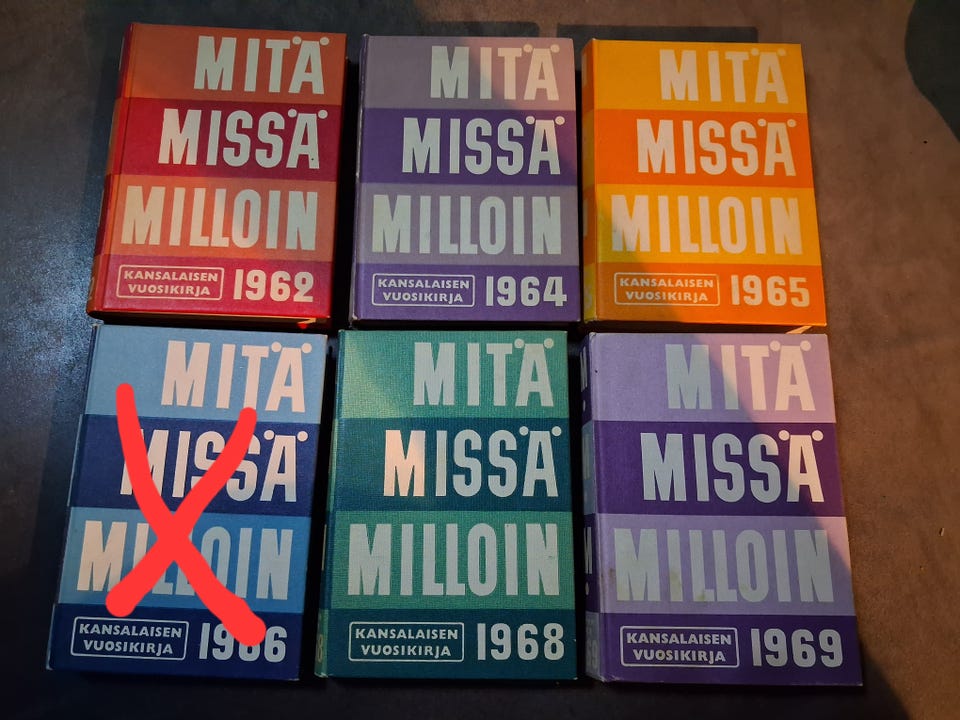 MITÄ
MISSÄ
MILLOIN
KANSALAISEN
VUOSIKIRJA
1962
MITÄ
MISSÄ
MILLOIN
KANSALAISEN
VUOSIKIRJA
1964
MITÄ
MISSÄ
MILLOIN
KANSALAISEN
VUOSIKIRJA
1965
MITÄ
MISSÄ
MILLOIN
KANSALAISEN
VUOSIKIRJA
1966
MITÄ
MISSÄ
MILLOIN
KANSALAISEN
VUOSIKIRJA
1968
MITÄ
MISSÄ
MILLOIN
KANSALAISEN
VUOSIKIRJA
1969